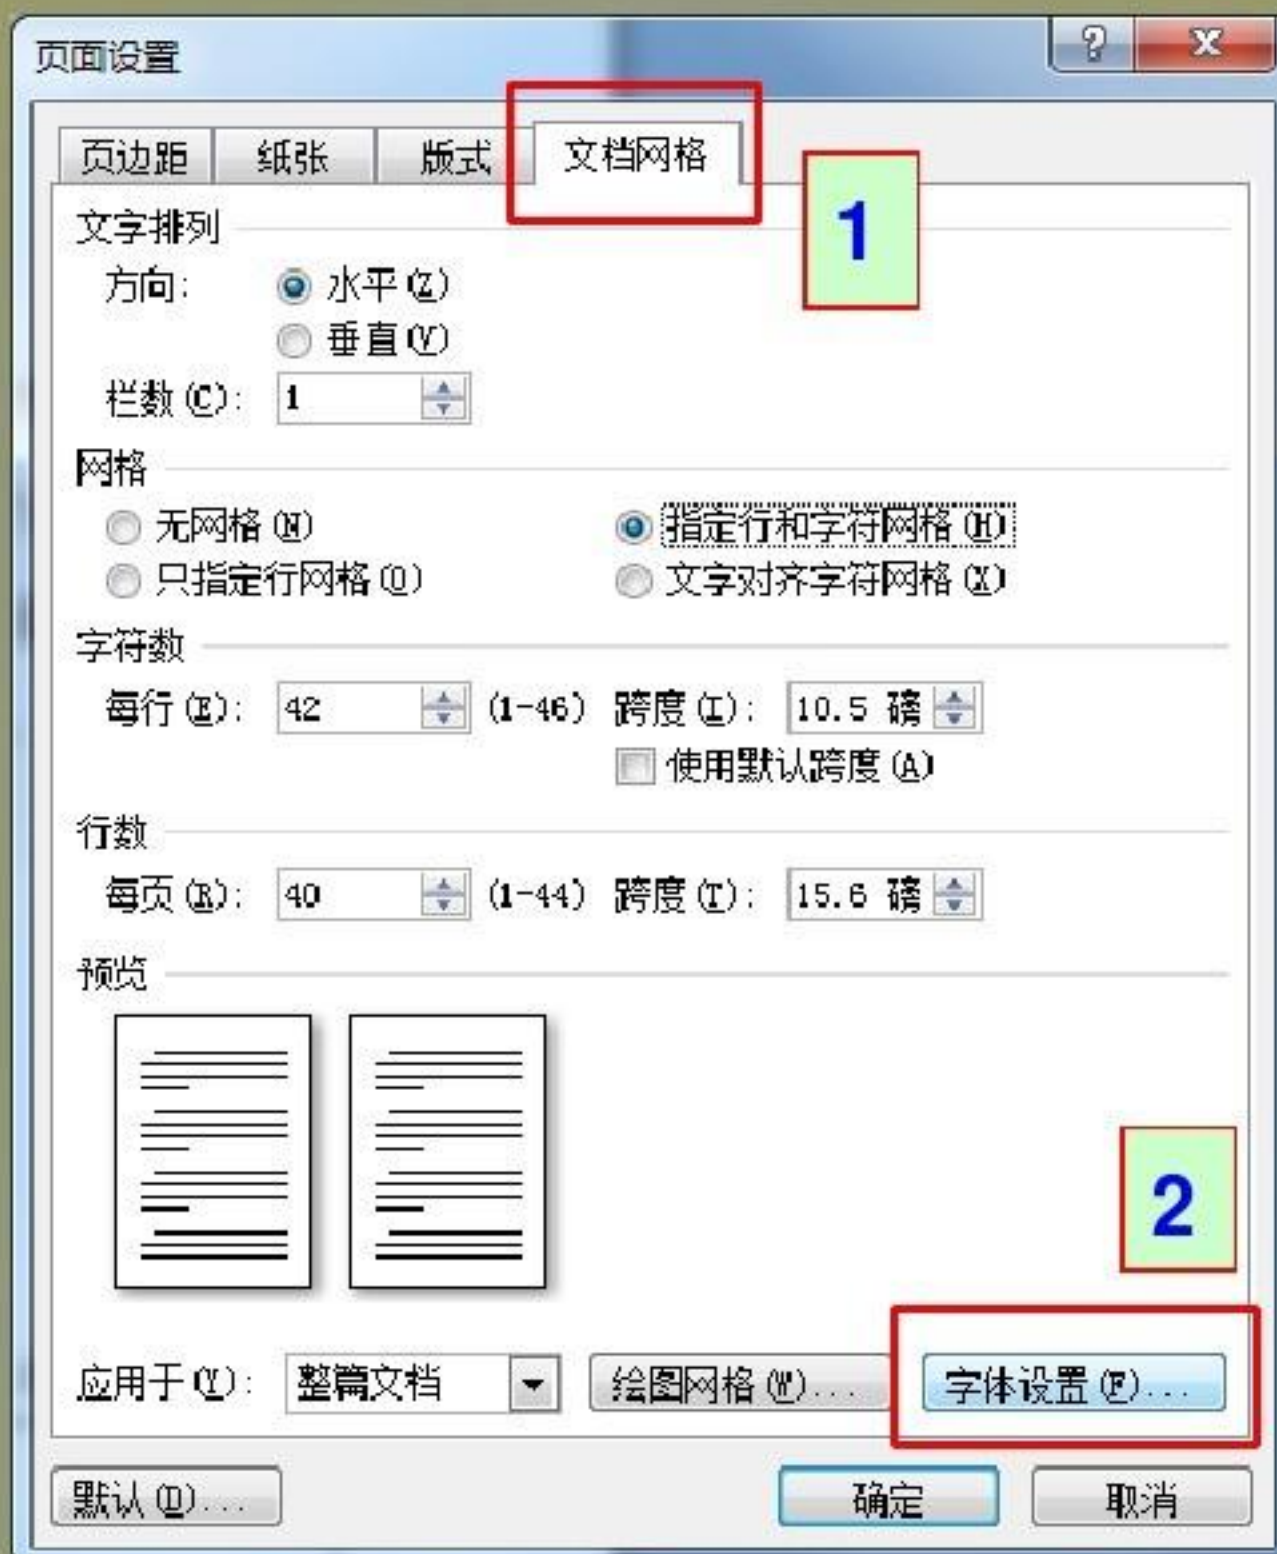 页面设置
页边距 纸张 版式 文档网格
1
文字排列
方向: 水平(Z)
垂直(V)
栏数(C): 1
网格
无网格(N) 指定行和字符网格(H)
只指定行网格(O) 文字对齐字符网格(X)
字符数
每行(E): 42 (1-46) 跨度(I): 10.5 磅
使用默认跨度(A)
行数
每页(R): 40 (1-44) 跨度(T): 15.6 磅
预览
2
应用于(Y): 整篇文档 绘图网格(W)... 字体设置(F)...
默认(D)... 确定 取消